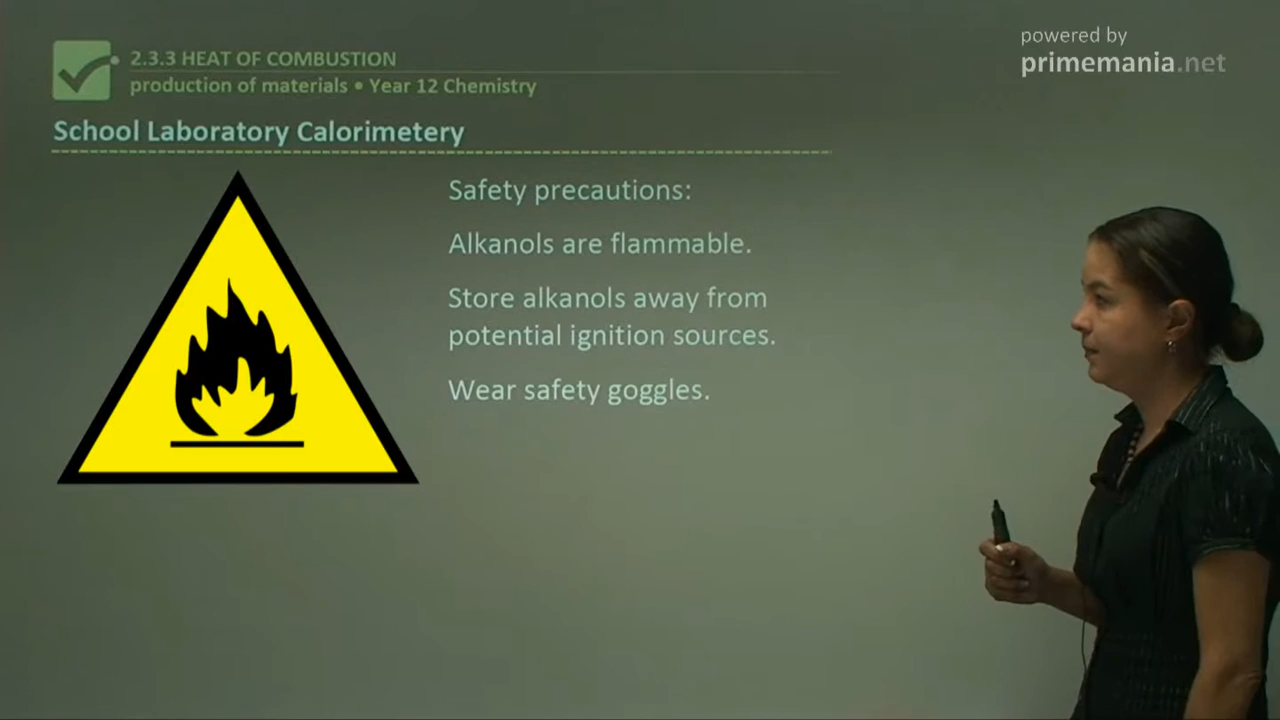 powered by
primemania.net
2.3.3 HEAT OF COMBUSTION
production of materials • Year 12 Chemistry
School Laboratory Calorimetery
Safety precautions:
Alkanols are flammable.
Store alkanols away from
potential ignition sources.
Wear safety goggles.